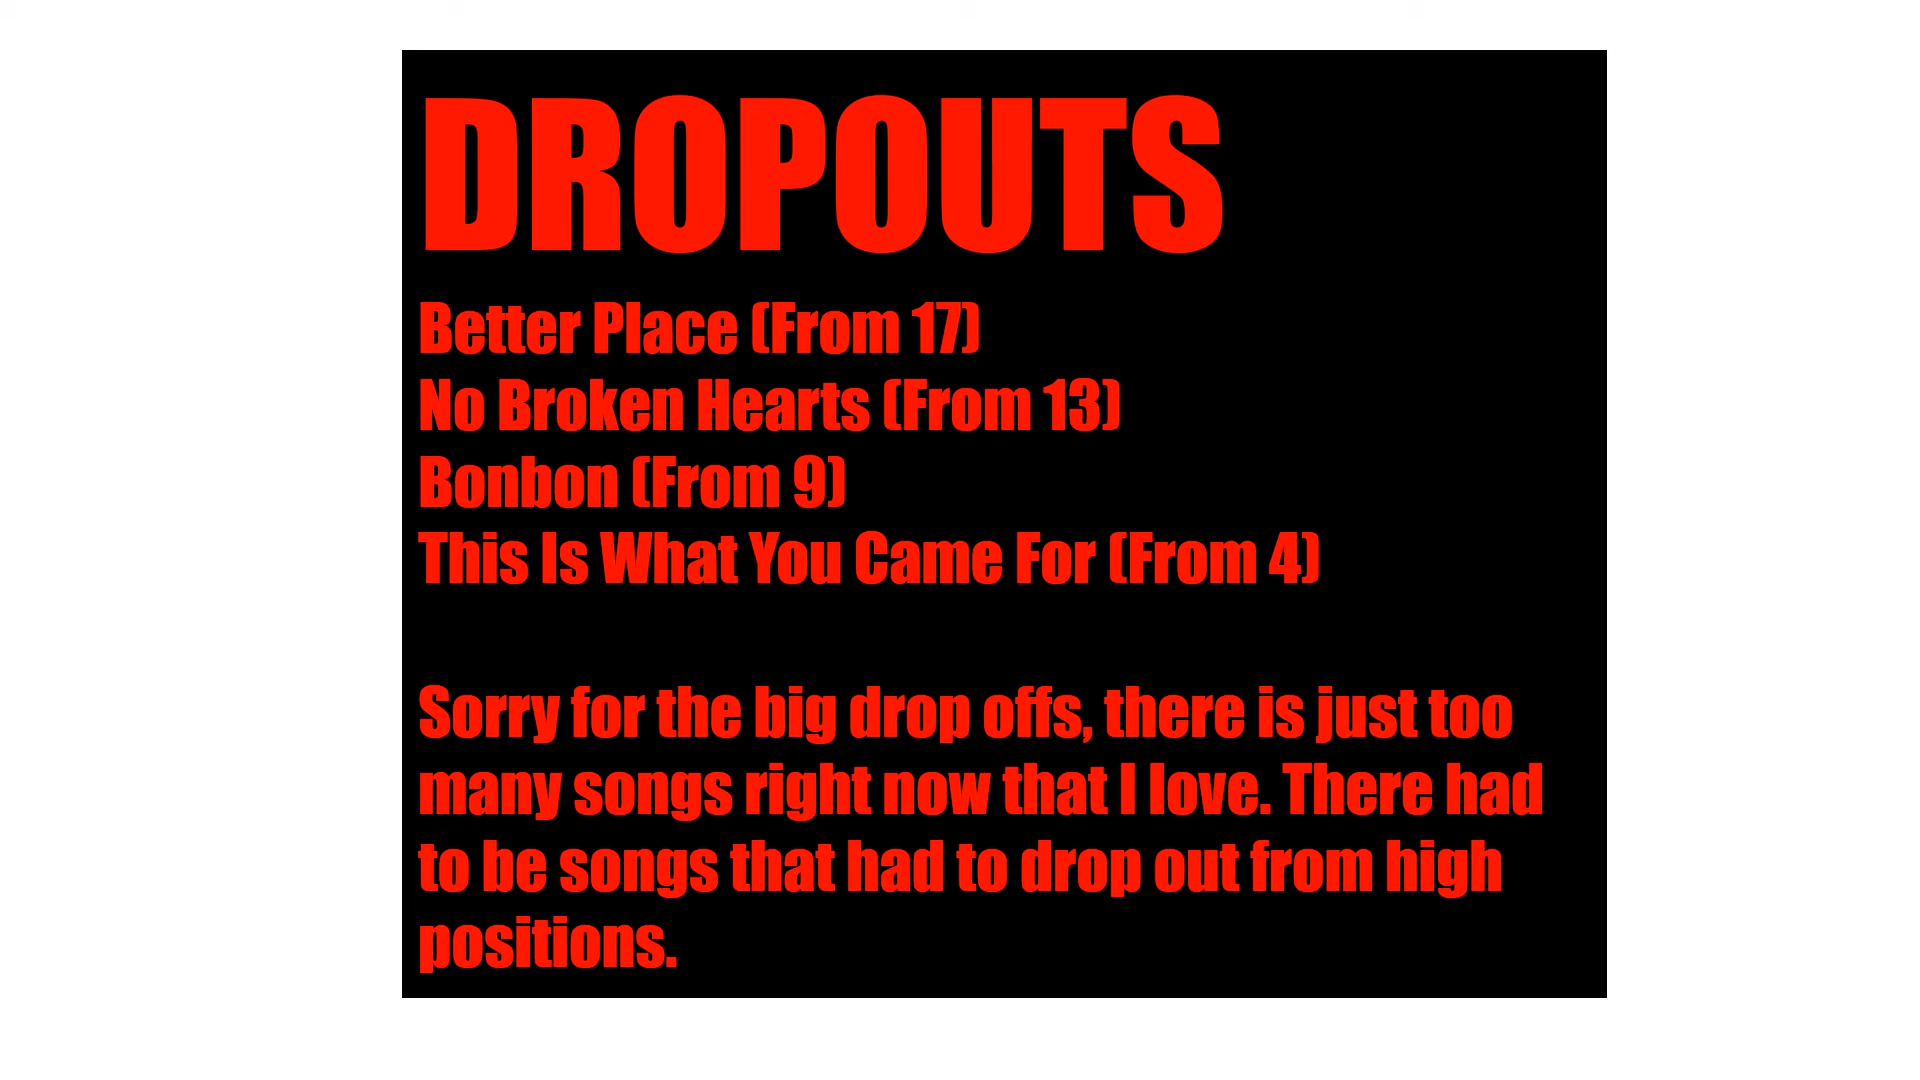 DROPOUTS
Better Place (From 17)
No Broken Hearts (From 13)
Bonbon (From 9)
This Is What You Came For (From 4)
Sorry for the big drop offs, there is just too
many songs right now that I love. There had
to be songs that had to drop out from high
positions.